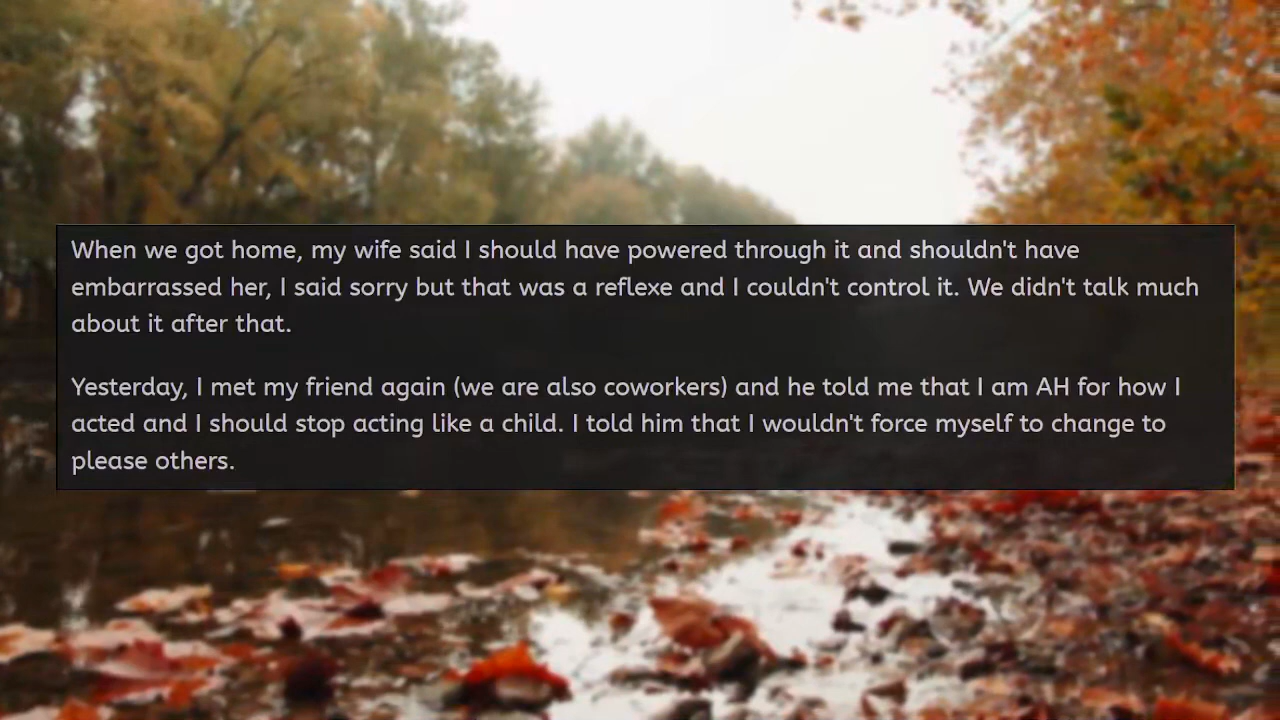 When we got home, my wife said I should have powered through it and shouldn't have
embarrassed her, I said sorry but that was a reflexe and I couldn't control it. We didn't talk much
about it after that.
Yesterday, I met my friend again (we are also coworkers) and he told me that I am AH for how I
acted and I should stop acting like a child. I told him that I wouldn't force myself to change to
please others.